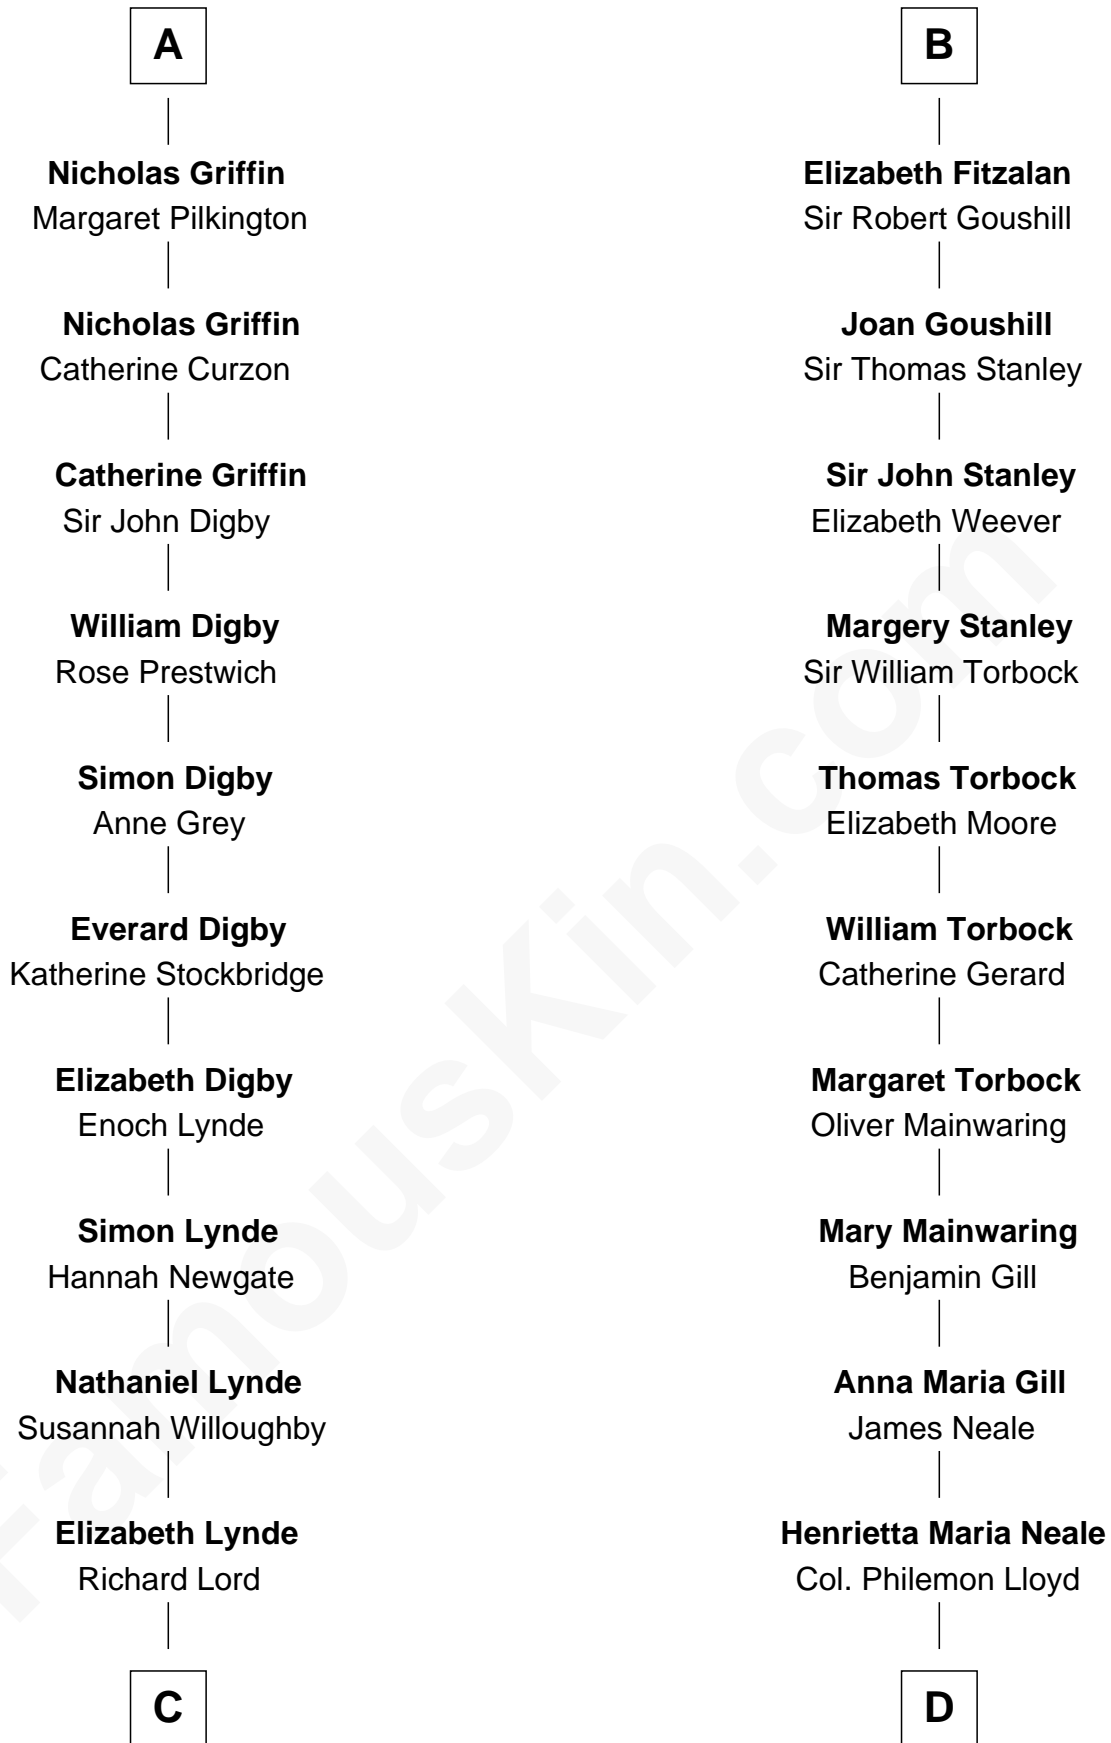 A
Nicholas Griffin
Margaret Pilkington
Nicholas Griffin
Catherine Curzon
Catherine Griffin
Sir John Digby
William Digby
Rose Prestwich
Simon Digby
Anne Grey
Everard Digby
Katherine Stockbridge
Elizabeth Digby
Enoch Lynde
Simon Lynde
Hannah Newgate
Nathaniel Lynde
Susannah Willoughby
Elizabeth Lynde
Richard Lord
C
B
Elizabeth Fitzalan
Sir Robert Goushill
Joan Goushill
Sir Thomas Stanley
Sir John Stanley
Elizabeth Weever
Margery Stanley
Sir William Torbock
Thomas Torbock
Elizabeth Moore
William Torbock
Catherine Gerard
Margaret Torbock
Oliver Mainwaring
Mary Mainwaring
Benjamin Gill
Anna Maria Gill
James Neale
Henrietta Maria Neale
Col. Philemon Lloyd
D
FamousKin.com